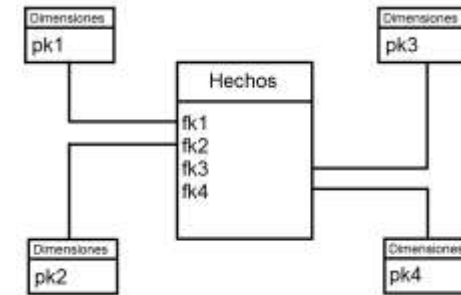 Dimensiones
pk1
Dimensiones
pk3
Hechos
fk1
fk2
fk3
fk4
Dimensiones
pk2
Dimensiones
pk4